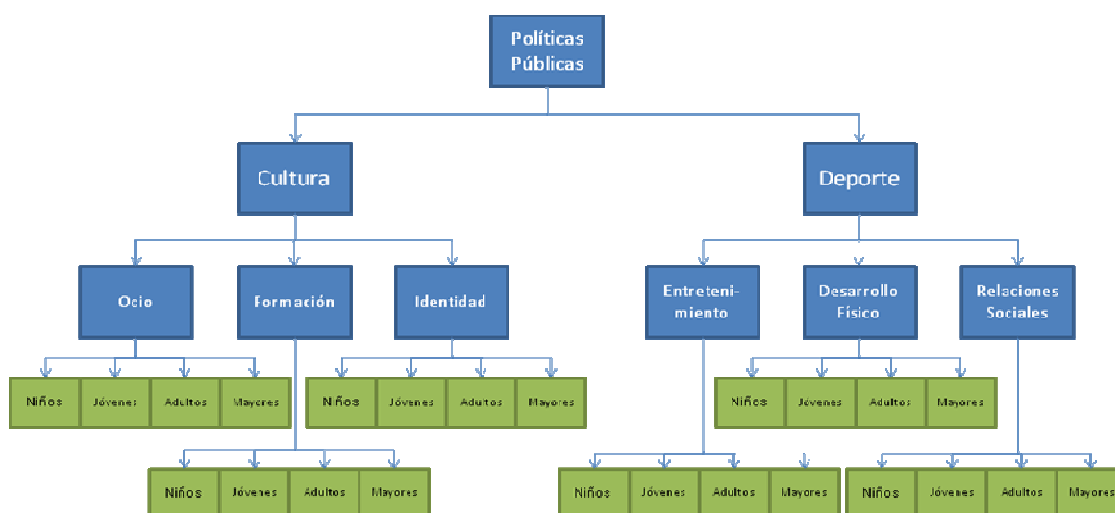 Políticas
Públicas
Cultura
Deporte
Ocio
Formación
Identidad
Entreteni-
miento
Desarrollo
Físico
Relaciones
Sociales
Niños
Jóvenes
Adultos
Mayores
Niños
Jóvenes
Adultos
Mayores
Niños
Jóvenes
Adultos
Mayores
Niños
Jóvenes
Adultos
Mayores
Niños
Jóvenes
Adultos
Mayores
Niños
Jóvenes
Adultos
Mayores